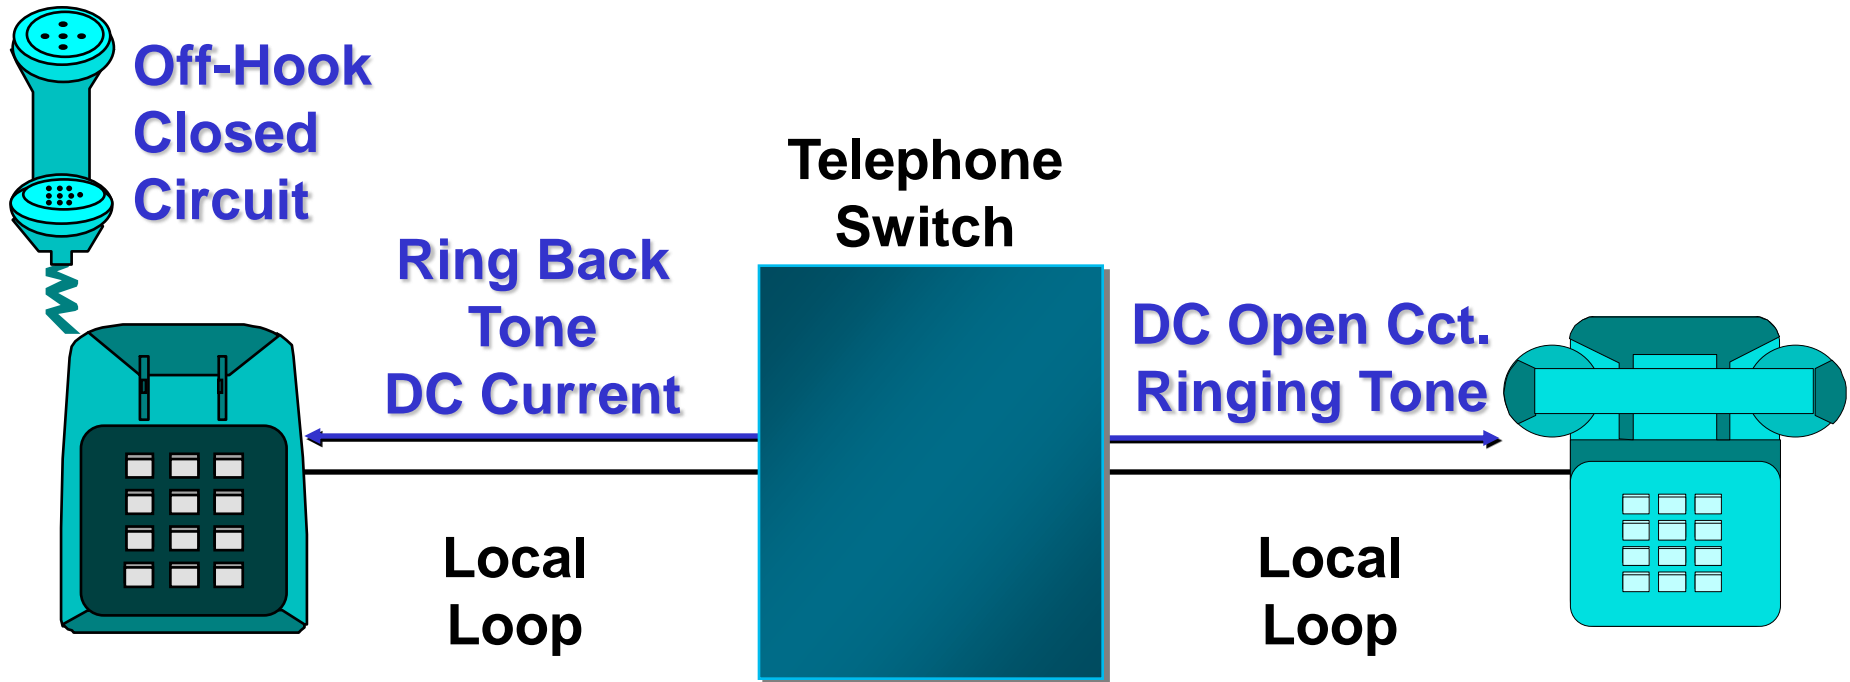 Off-Hook
Closed
Circuit
Ring Back
Tone
DC Current
Telephone
Switch
DC Open Cct.
Ringing Tone
Local
Loop
Local
Loop